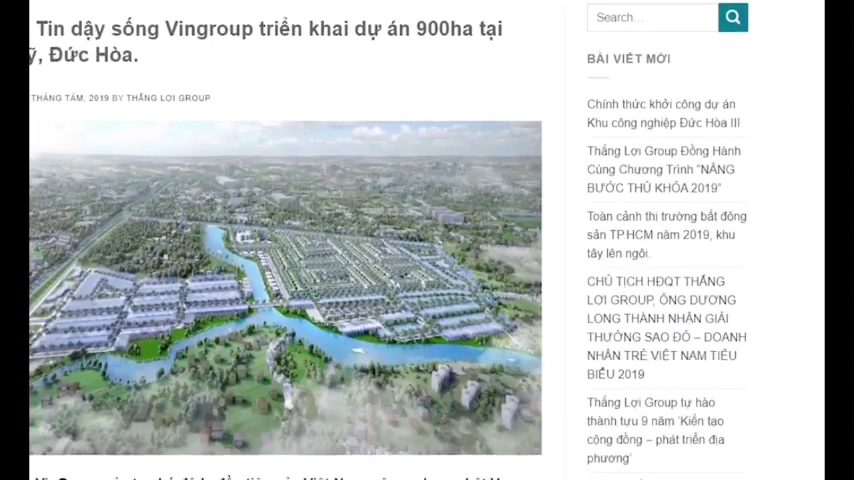 Tin dậy sống Vingroup triển khai dự án 900ha tại
Đức Hòa.
THÁNG TÁM, 2019 BY THẮNG LỢI GROUP
Search...
BÀI VIẾT MỚI
Chính thức khởi công dự án
Khu công nghiệp Đức Hòa III
Thắng Lợi Group Đồng Hành
Cùng Chương Trình "NÂNG
BƯỚC THỦ KHOA 2019"
Toàn cảnh thị trường bất động
sản TP.HCM năm 2019, khu
tây lên ngôi.
CHỦ TỊCH HĐQT THẮNG
LỢI GROUP, ÔNG DƯƠNG
LONG THÀNH NHẬN GIẢI
THƯỞNG SAO ĐỎ – DOANH
NHÂN TRẺ VIỆT NAM TIÊU
BIỂU 2019
Thắng Lợi Group tự hào
thành tựu 9 năm 'Kiến tạo
cộng đồng – phát triển địa
phương'